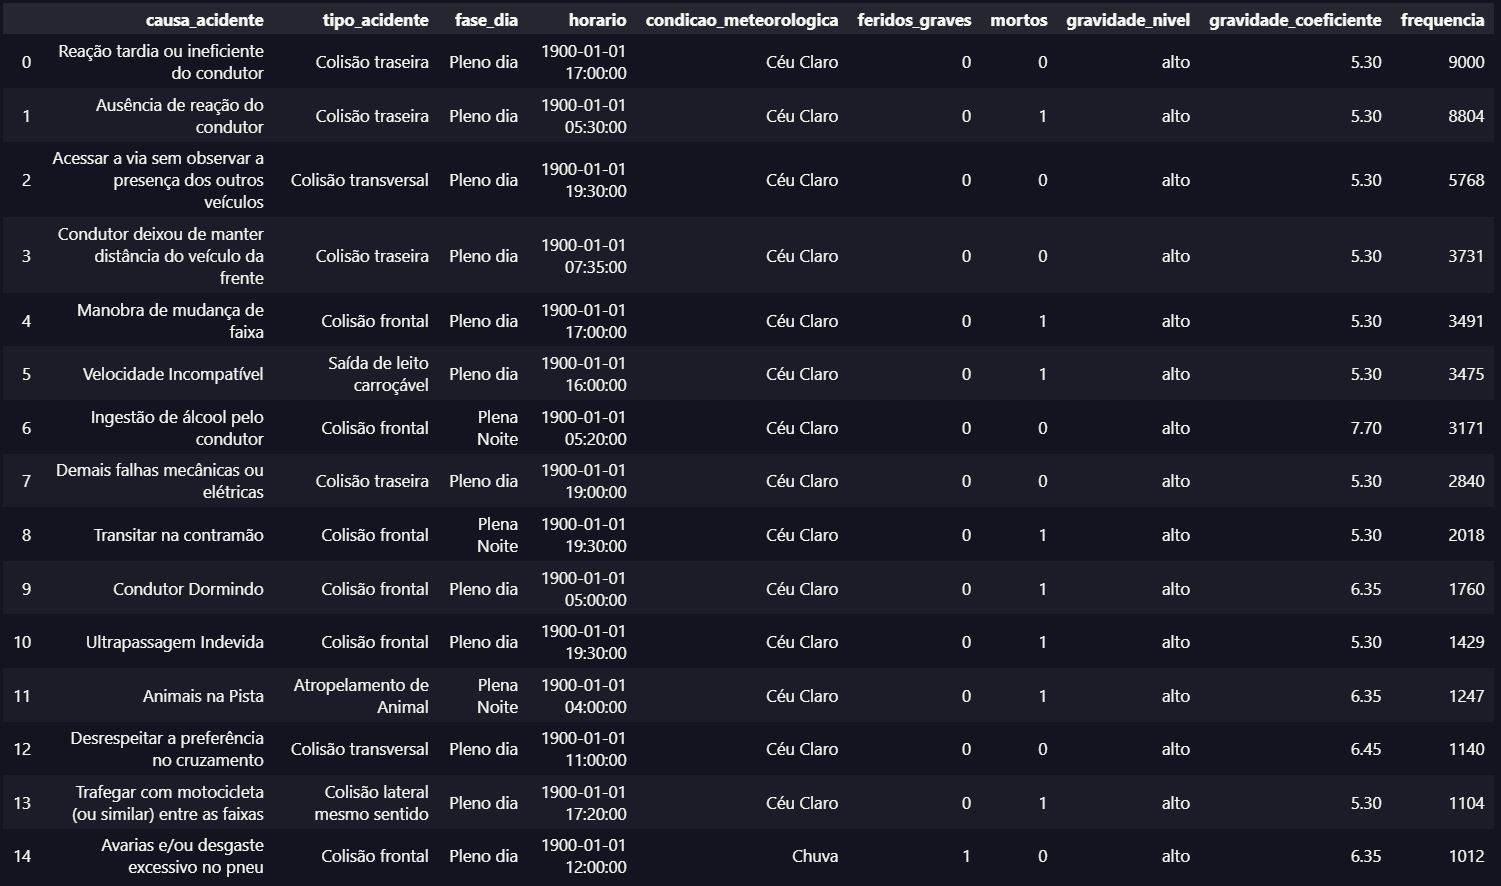 causa_acidente tipo_acidente fase_dia horario condicao_meteorologica feridos_graves mortos gravidade_nivel gravidade_coeficiente frequencia
0 Reação tardia ou ineficiente do condutor Colisão traseira Pleno dia 1900-01-01 17:00:00 Céu Claro 0 0 alto 5.30 9000
1 Ausência de reação do condutor Colisão traseira Pleno dia 1900-01-01 05:30:00 Céu Claro 0 1 alto 5.30 8804
2 Acessar a via sem observar a presença dos outros veículos Colisão transversal Pleno dia 1900-01-01 19:30:00 Céu Claro 0 0 alto 5.30 5768
3 Condutor deixou de manter distância do veículo da frente Colisão traseira Pleno dia 1900-01-01 07:35:00 Céu Claro 0 0 alto 5.30 3731
4 Manobra de mudança de faixa Colisão frontal Pleno dia 1900-01-01 17:00:00 Céu Claro 0 1 alto 5.30 3491
5 Velocidade Incompatível Saída de leito carroçável Pleno dia 1900-01-01 16:00:00 Céu Claro 0 1 alto 5.30 3475
6 Ingestão de álcool pelo condutor Colisão frontal Plena Noite 1900-01-01 05:20:00 Céu Claro 0 0 alto 7.70 3171
7 Demais falhas mecânicas ou elétricas Colisão traseira Pleno dia 1900-01-01 19:00:00 Céu Claro 0 0 alto 5.30 2840
8 Transitar na contramão Colisão frontal Plena Noite 1900-01-01 19:30:00 Céu Claro 0 1 alto 5.30 2018
9 Condutor Dormindo Colisão frontal Pleno dia 1900-01-01 05:00:00 Céu Claro 0 1 alto 6.35 1760
10 Ultrapassagem Indevida Colisão frontal Pleno dia 1900-01-01 19:30:00 Céu Claro 0 1 alto 5.30 1429
11 Animais na Pista Atropelamento de Animal Plena Noite 1900-01-01 04:00:00 Céu Claro 0 1 alto 6.35 1247
12 Desrespeitar a preferência no cruzamento Colisão transversal Pleno dia 1900-01-01 11:00:00 Céu Claro 0 0 alto 6.45 1140
13 Trafegar com motocicleta (ou similar) entre as faixas Colisão lateral mesmo sentido Pleno dia 1900-01-01 17:20:00 Céu Claro 0 1 alto 5.30 1104
14 Avarias e/ou desgaste excessivo no pneu Colisão frontal Pleno dia 1900-01-01 12:00:00 Chuva 1 0 alto 6.35 1012